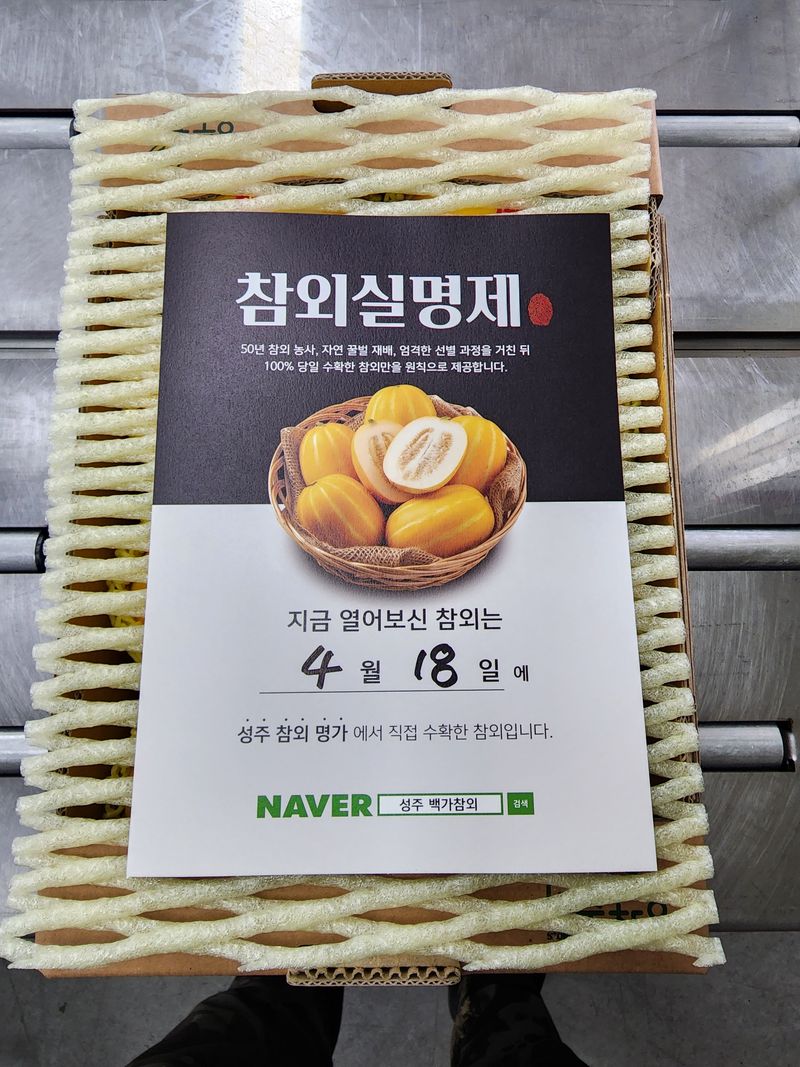 참외실명제
50년 참외 농사, 자연 꿀벌 재배, 엄격한 선별 과정을 거친 뒤
100% 당일 수확한 참외만을 원칙으로 제공합니다.
지금 열어보신 참외는
4 월 18 일 에
성주 참외 명가 에서 직접 수확한 참외입니다.
NAVER 성주 백가참외 검색